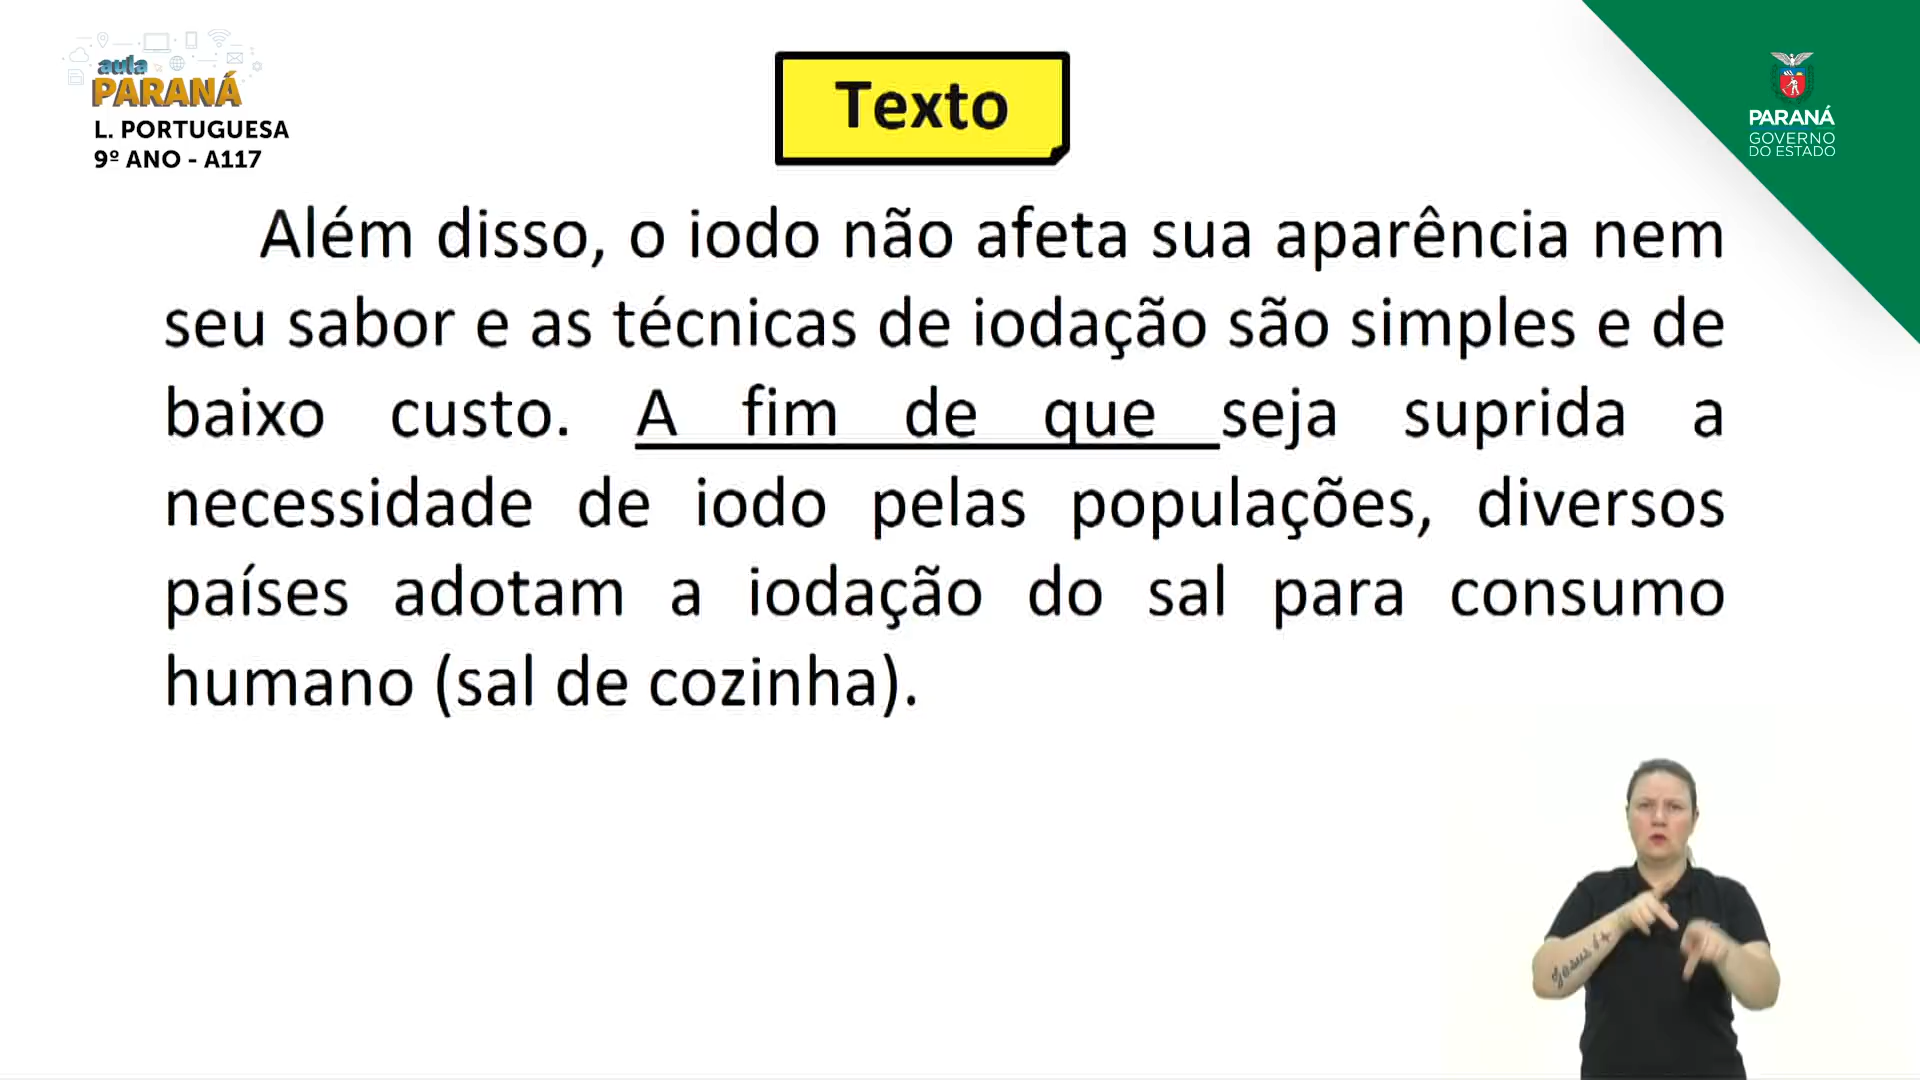 aula
PARANÁ
L. PORTUGUESA
9º ANO - A117
Texto
PARANÁ
GOVERNO
DO ESTADO
Além disso, o iodo não afeta sua aparência nem
seu sabor e as técnicas de iodação são simples e de
baixo custo. A fim de que seja suprida a
necessidade de iodo pelas populações, diversos
países adotam a iodação do sal para consumo
humano (sal de cozinha).